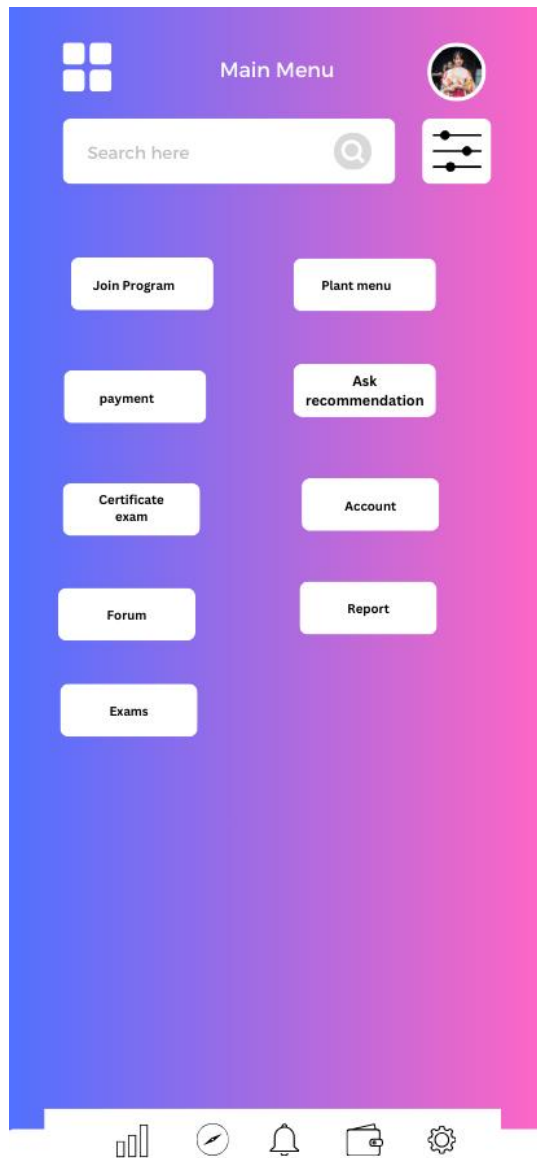 Main Menu
Search here
Join Program
Plant menu
payment
Ask
recommendation
Certificate
exam
Account
Forum
Report
Exams